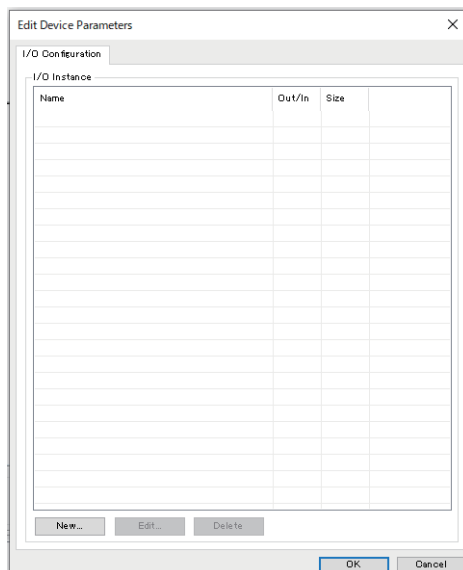 Edit Device Parameters
I/O Configuration
I/O Instance
Name Out/In Size
New... Edit... Delete
OK Cancel